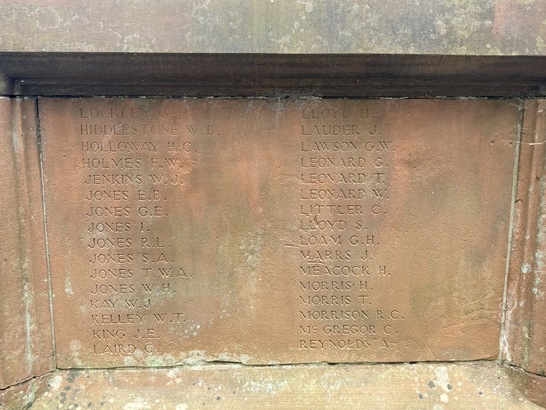 HIDDLESTONE W.B.
HOLLOWAY H.C.
HOLMES F.W.
JENKINS W.J.
JONES E.B.
JONES G.E.
JONES I.
JONES R.L.
JONES S.A.
JONES T.W.A.
JONES W.H.
KAY W.J.
KELLEY W.T.
KING J.E.
LAIRD C.
LLOYD H.
LAUDER J.
LAWSON G.W.
LEONARD G.
LEONARD T.
LEONARD W.
LITTLER C.
LLOYD S.
LOAM G.H.
MARRS J.
MEACOCK H.
MORRIS H.
MORRIS T.
MORRISON R.C.
McGREGOR C.
REYNOLDS A.